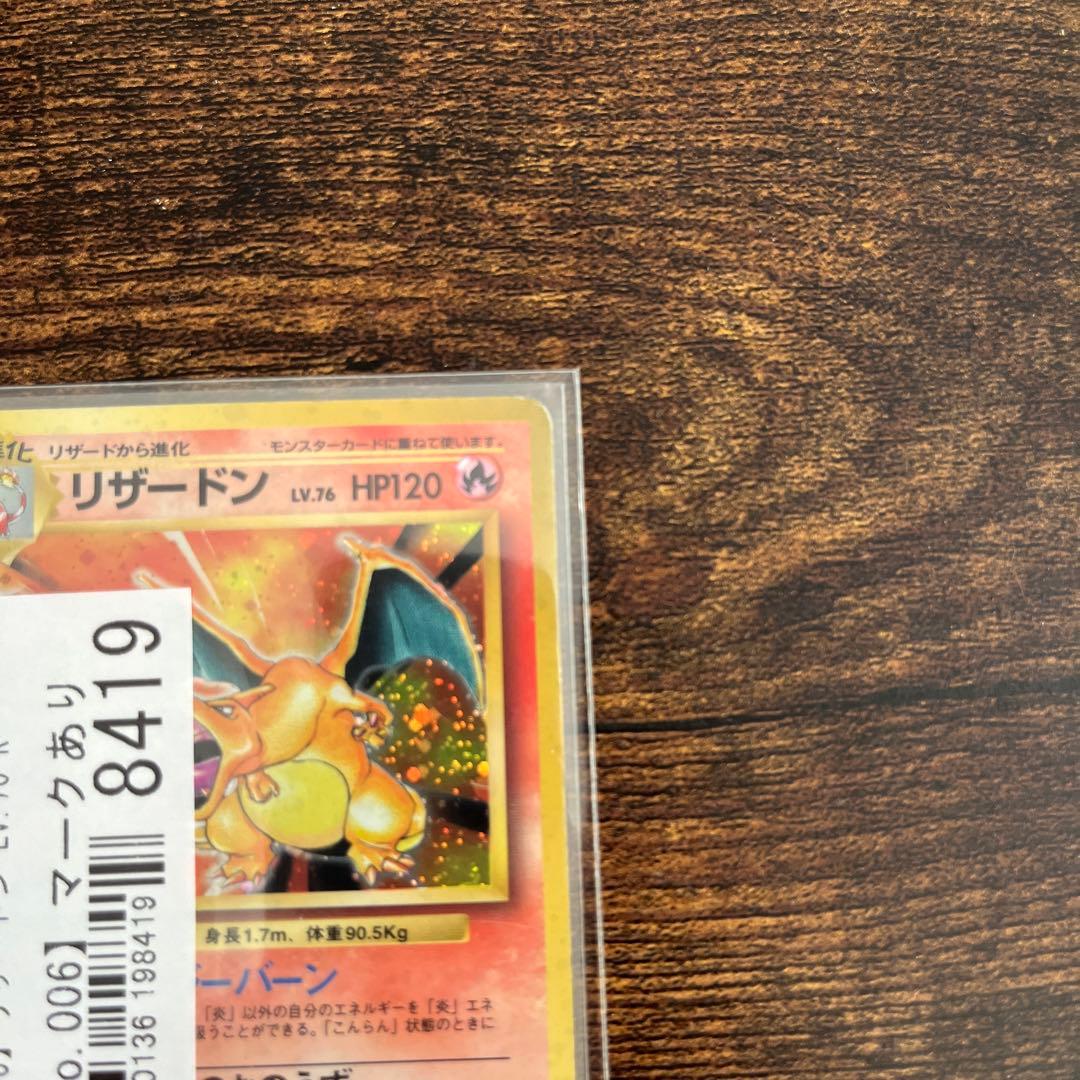 リザードから進化
モンスターカードに重ねて使います。
リザードン LV.76 HP120
身長1.7m、体重90.5Kg
ーバーン
「炎」以外の自分のエネルギーを「炎」エネ
うことができる。「こんらん」状態のときに
o. 006】 マークあり
8419
0136 198419